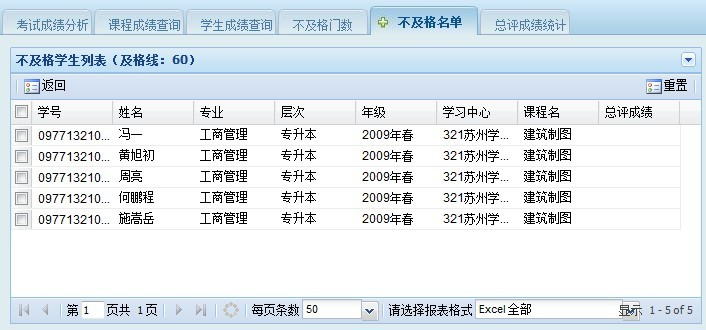 考试成绩分析 课程成绩查询 学生成绩查询 不及格门数 不及格名单 总评成绩统计
不及格学生列表（及格线：60）
返回 重置
学号 姓名 专业 层次 年级 学习中心 课程名 总评成绩
097713210... 冯一 工商管理 专升本 2009年春 321苏州学... 建筑制图
097713210... 黄旭初 工商管理 专升本 2009年春 321苏州学... 建筑制图
097713210... 周亮 工商管理 专升本 2009年春 321苏州学... 建筑制图
097713210... 何鹏程 工商管理 专升本 2009年春 321苏州学... 建筑制图
097713210... 施嵩岳 工商管理 专升本 2009年春 321苏州学... 建筑制图
第 1 页共 1 页 每页条数 50 请选择报表格式 Excel 全部 显示 1 - 5 of 5